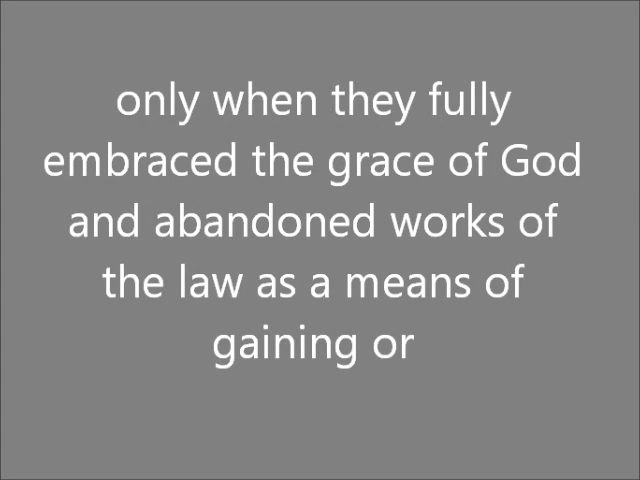 only when they fully
embraced the grace of God
and abandoned works of
the law as a means of
gaining or